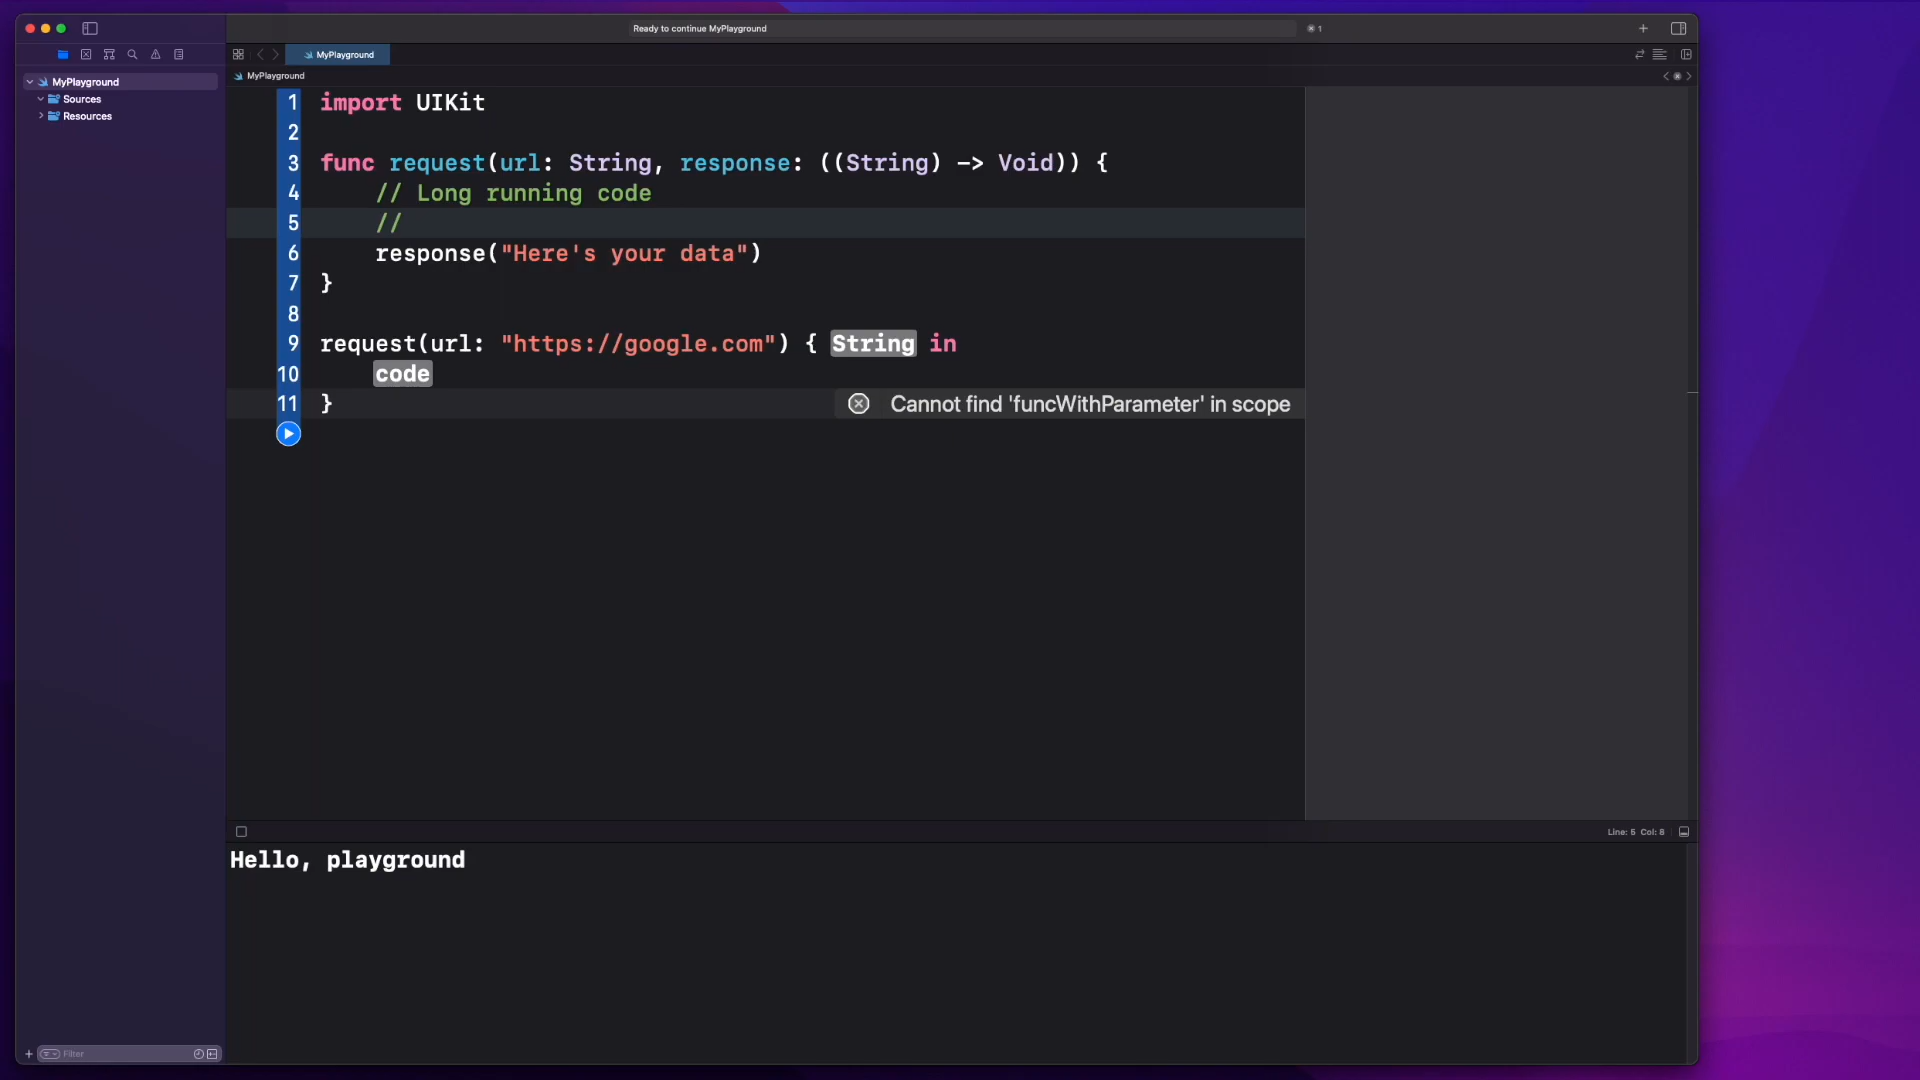 Ready to continue MyPlayground
1
MyPlayground
MyPlayground
MyPlayground
Sources
Resources
1 import UIKit
2
3 func request(url: String, response: ((String) -> Void)) {
4 // Long running code
5 //
6 response("Here's your data")
7 }
8
9 request(url: "https://google.com") { String in
10 code
11 }
Cannot find 'funcWithParameter' in scope
Line: 5 Col: 8
Hello, playground
Filter